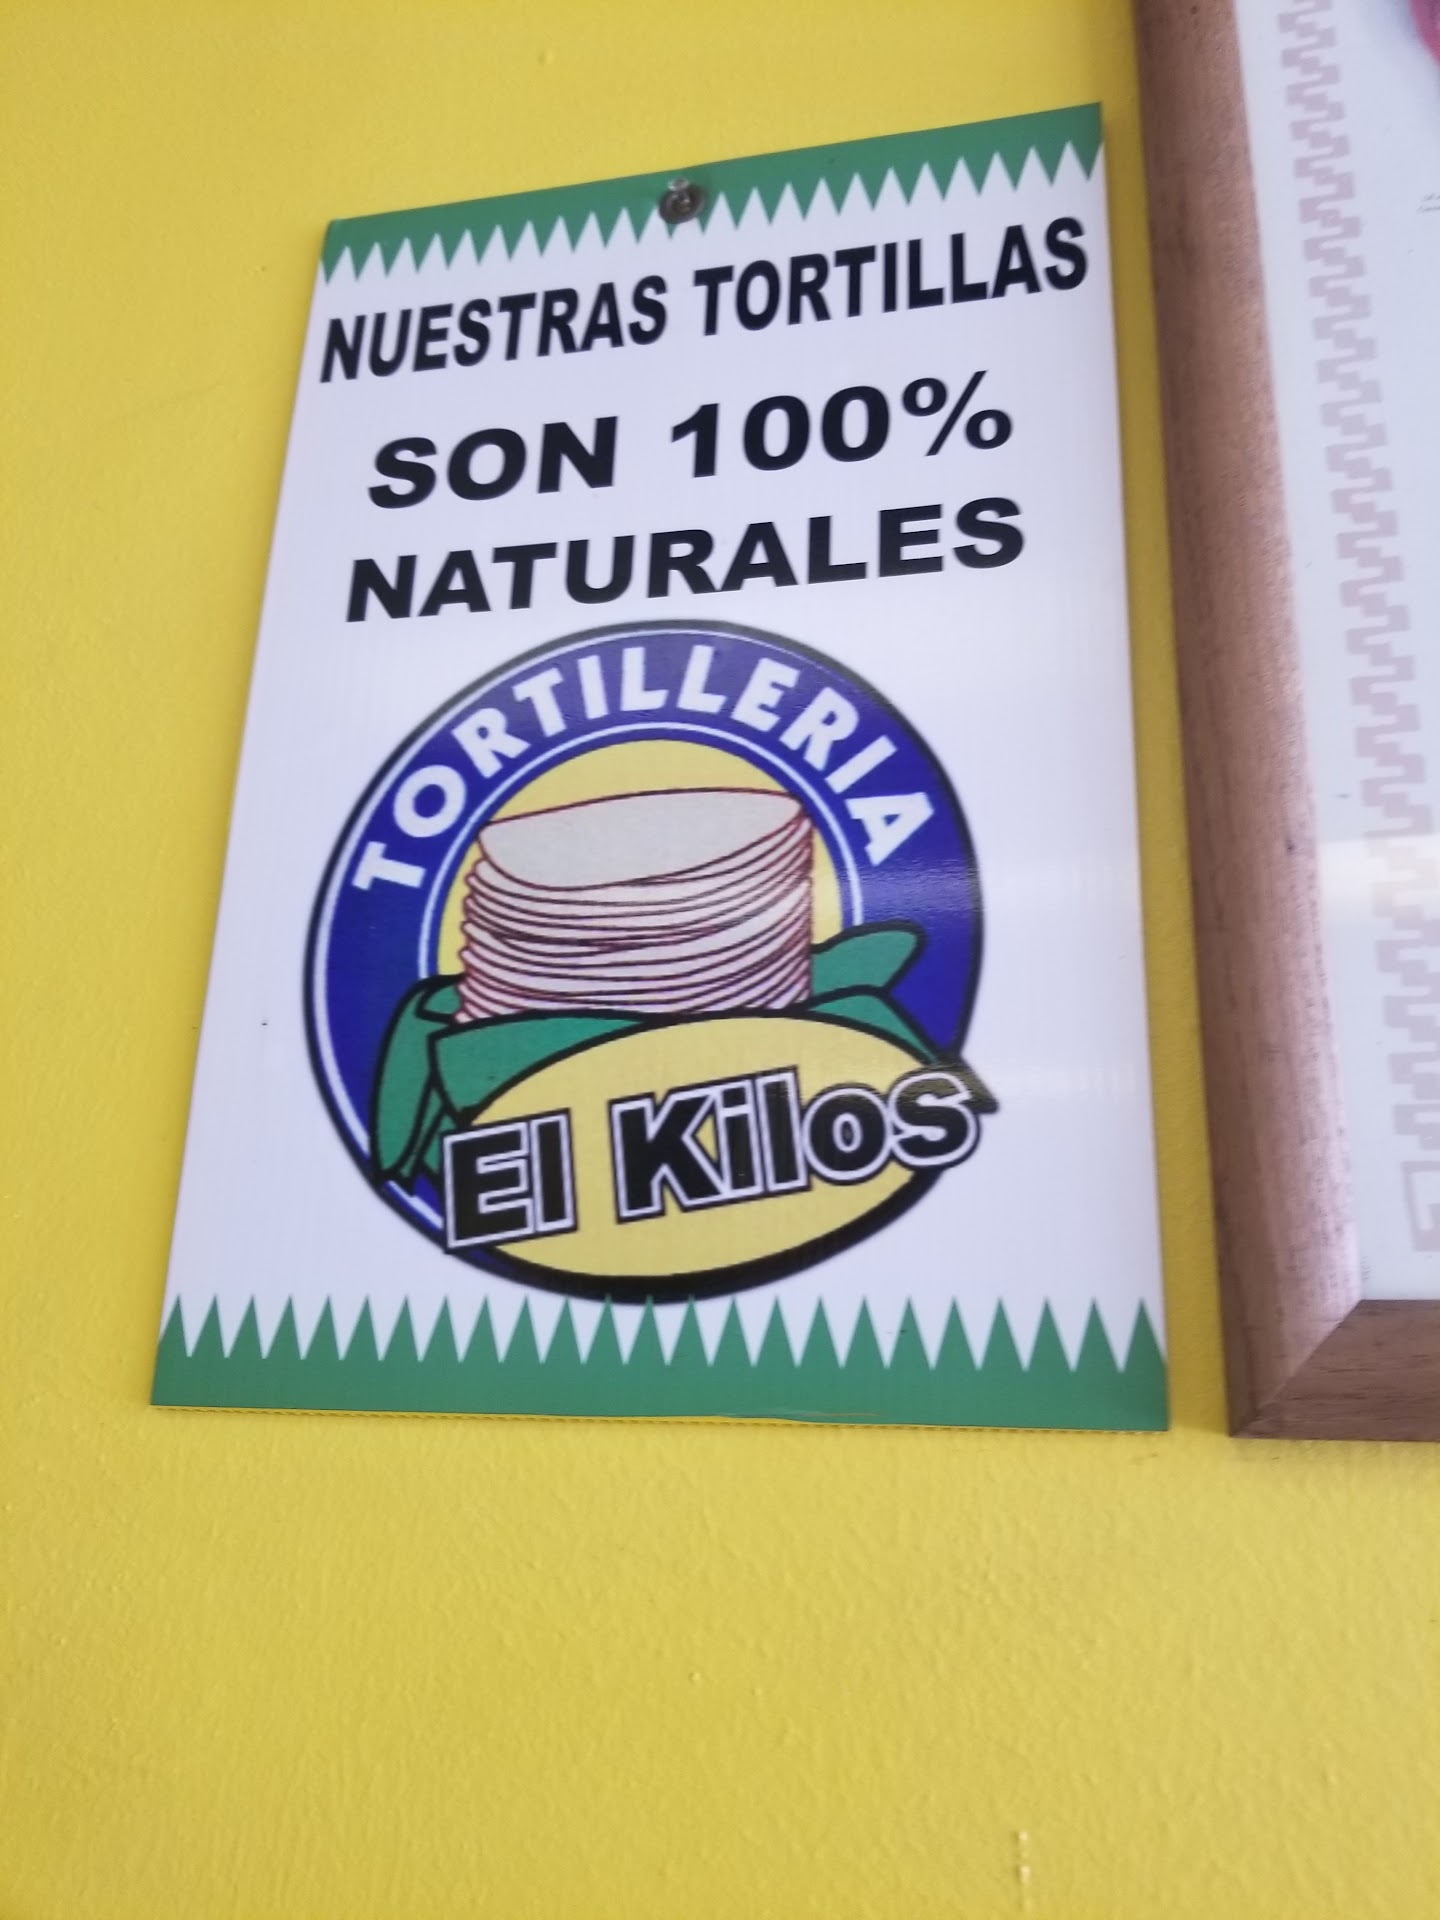 NUESTRAS TORTILLAS
SON 100%
NATURALES
TORTILLERIA
El Kilos